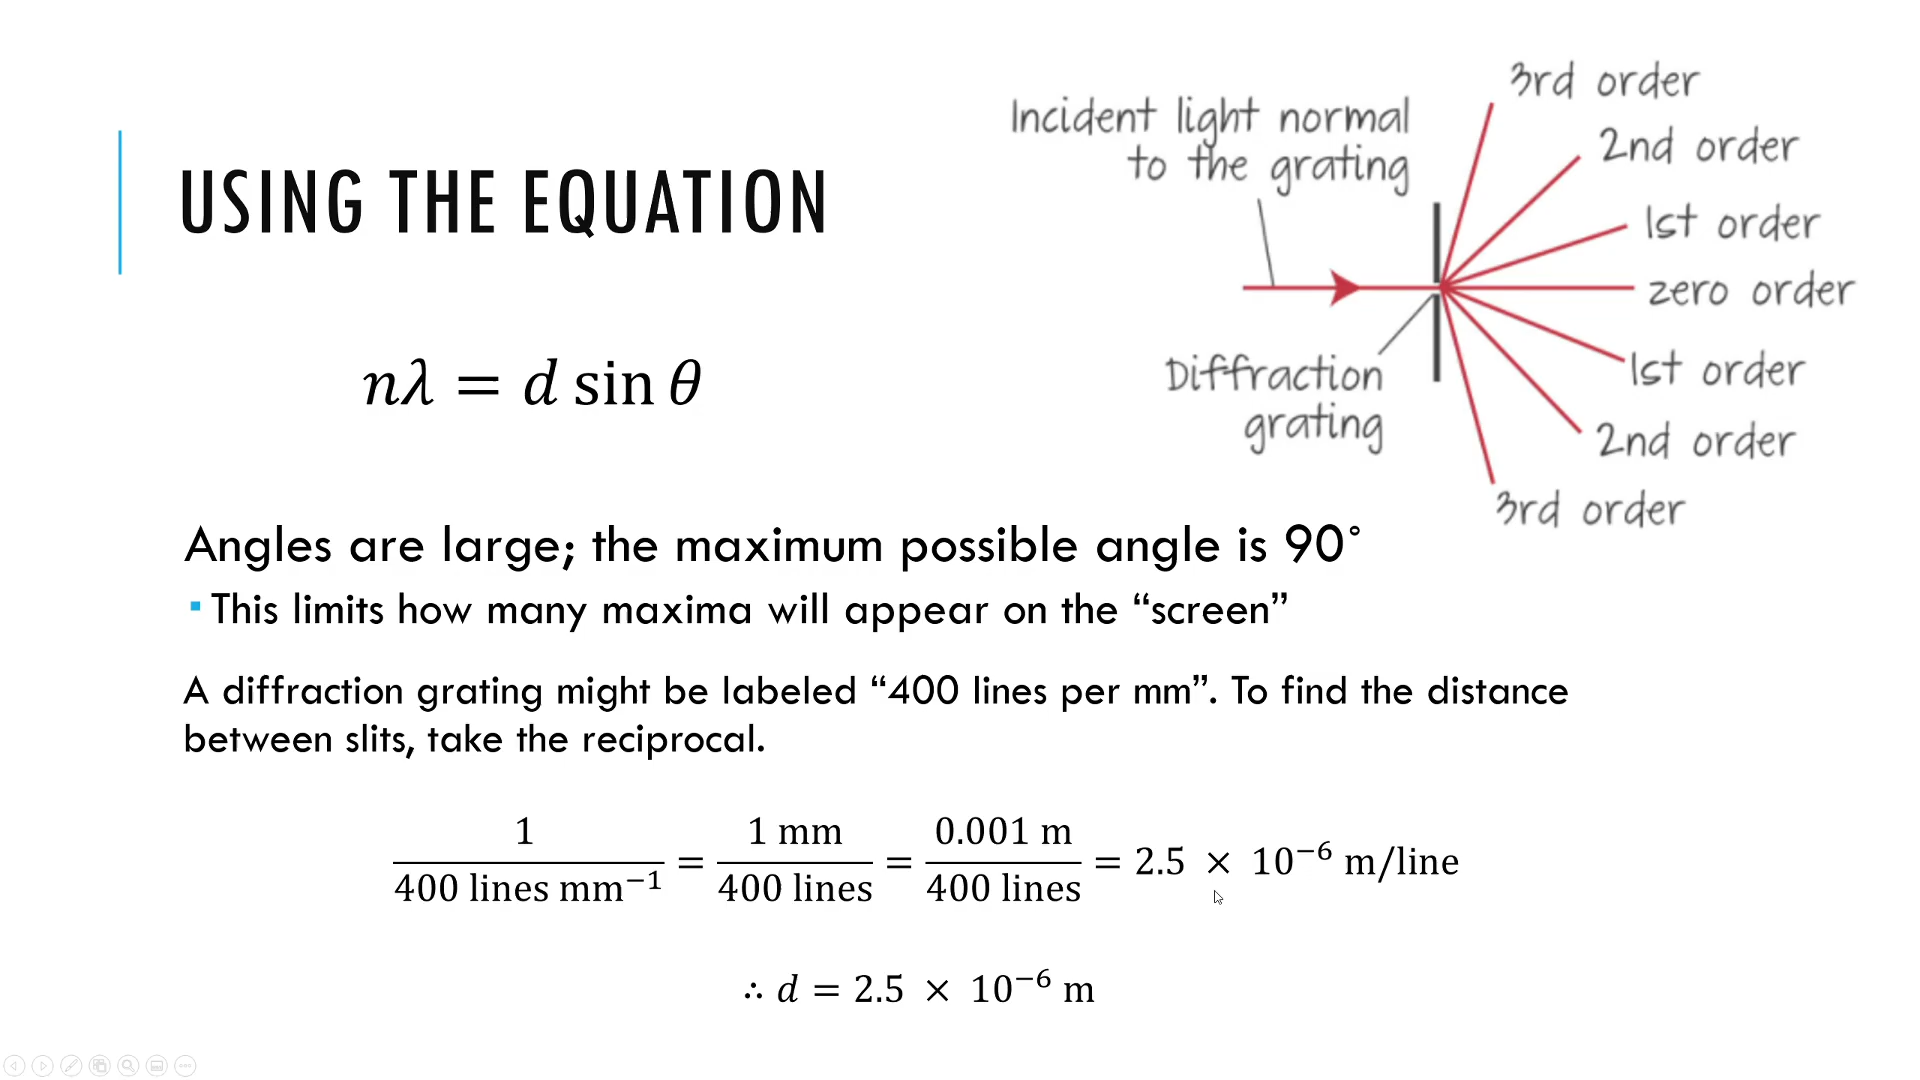 USING THE EQUATION
nλ = d sin θ
Incident light normal
to the grating
3rd order
2nd order
1st order
zero order
1st order
2nd order
3rd order
Diffraction
grating
Angles are large; the maximum possible angle is 90°
▪ This limits how many maxima will appear on the “screen”
A diffraction grating might be labeled “400 lines per mm”. To find the distance
between slits, take the reciprocal.
1 / 400 lines mm⁻¹ = 1 mm / 400 lines = 0.001 m / 400 lines = 2.5 × 10⁻⁶ m/line
∴ d = 2.5 × 10⁻⁶ m